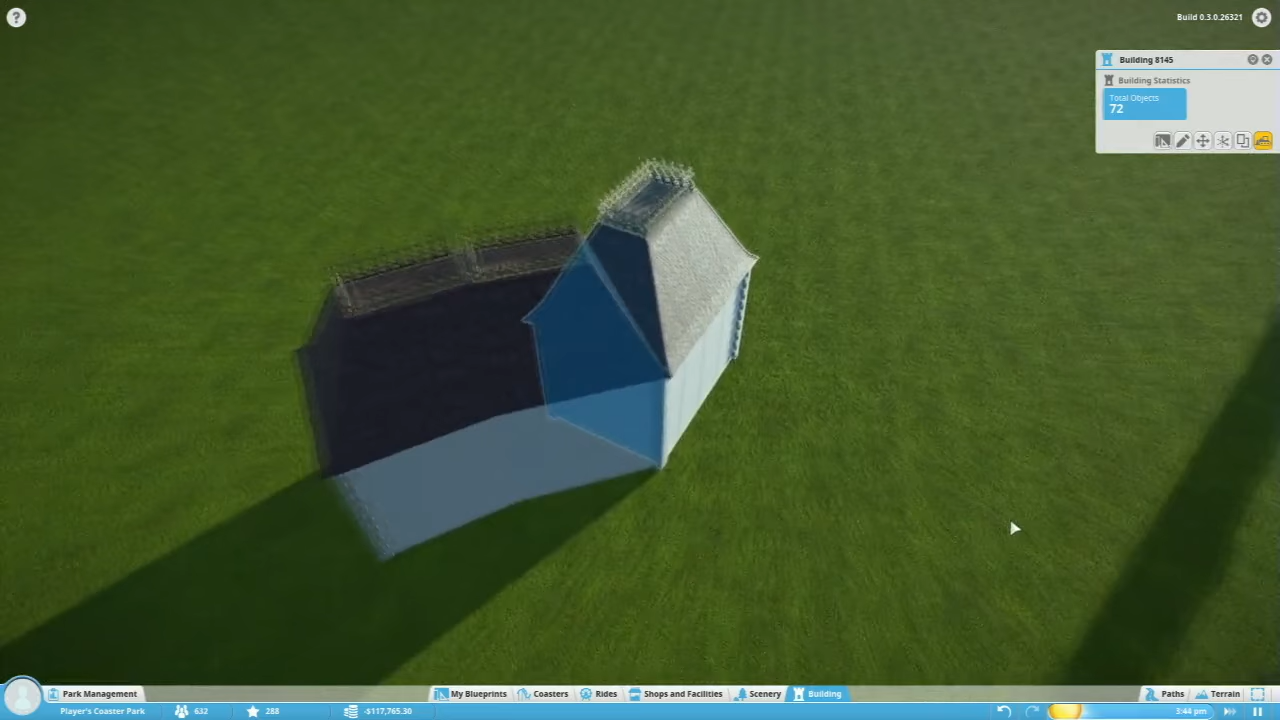 ?
Build 0.3.0.26321
Building 8145
Building Statistics
Total Objects
72
Park Management
My Blueprints
Coasters
Rides
Shops and Facilities
Scenery
Building
Paths
Terrain
Player's Coaster Park
632
288
-$117,765.30
3:44 pm